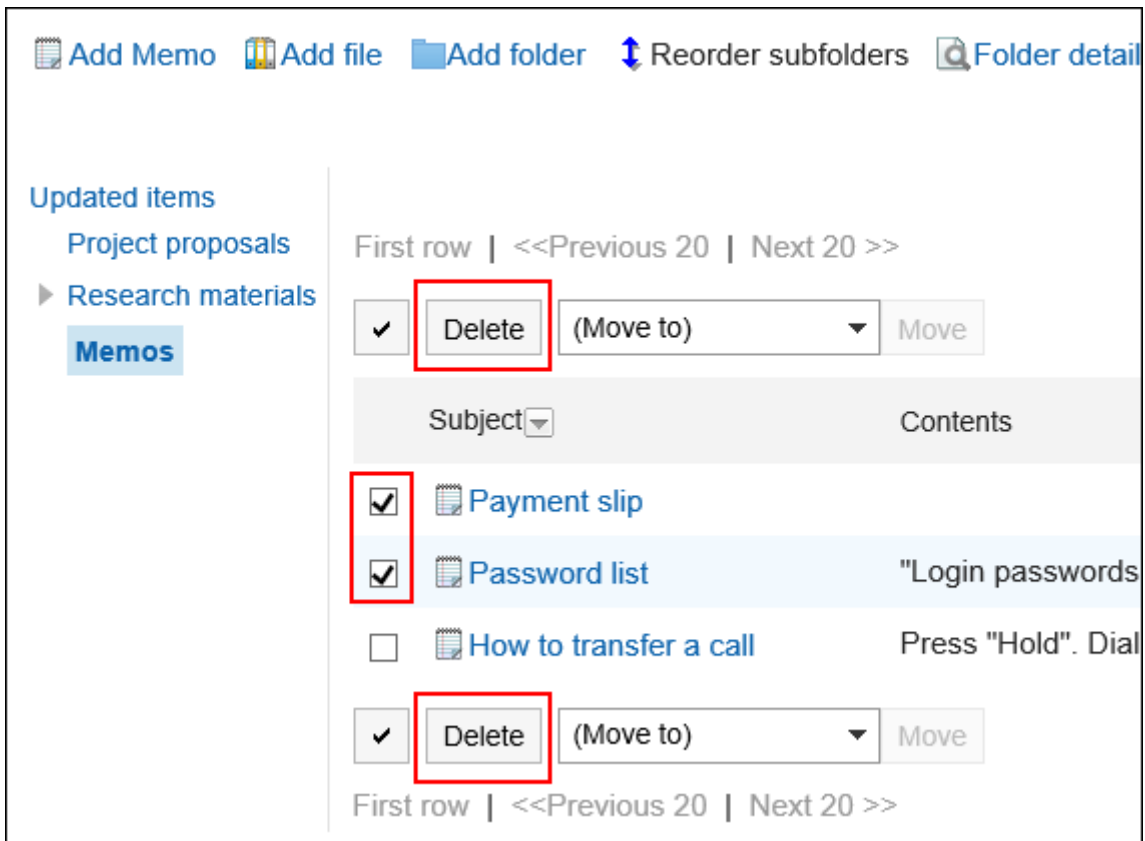 Add Memo Add file Add folder Reorder subfolders Folder detail
Updated items
Project proposals
Research materials
Memos
First row | <<Previous 20 | Next 20 >>
Delete (Move to) Move
Subject Contents
Payment slip
Password list "Login passwords
How to transfer a call Press "Hold". Dial
Delete (Move to) Move
First row | <<Previous 20 | Next 20 >>